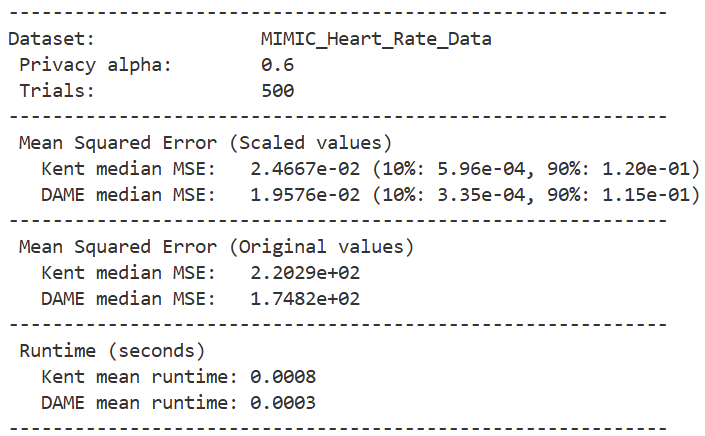 ------------------------------------------------------------
Dataset:               MIMIC_Heart_Rate_Data
 Privacy alpha:        0.6
 Trials:               500
------------------------------------------------------------
 Mean Squared Error (Scaled values)
   Kent median MSE:   2.4667e-02 (10%: 5.96e-04, 90%: 1.20e-01)
   DAME median MSE:   1.9576e-02 (10%: 3.35e-04, 90%: 1.15e-01)
------------------------------------------------------------
 Mean Squared Error (Original values)
   Kent median MSE:   2.2029e+02
   DAME median MSE:   1.7482e+02
------------------------------------------------------------
 Runtime (seconds)
   Kent mean runtime: 0.0008
   DAME mean runtime: 0.0003
------------------------------------------------------------